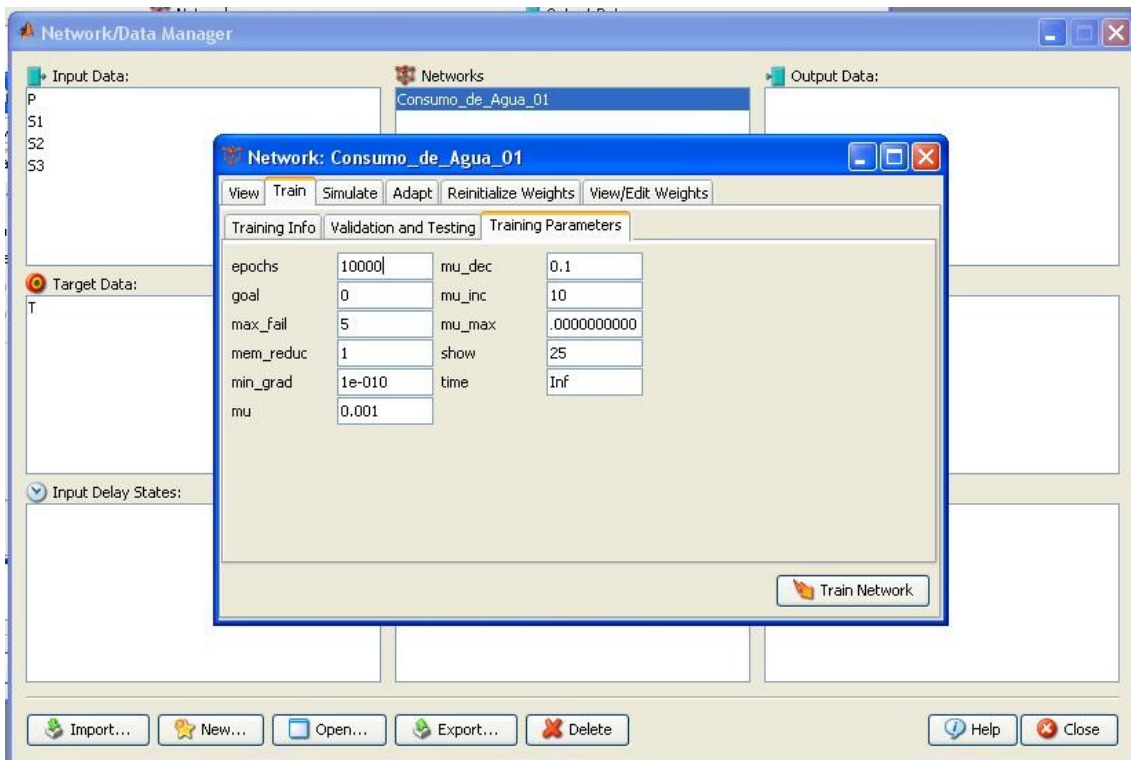 Network/Data Manager
Input Data:
P
S1
S2
S3
Networks
Consumo_de_Agua_01
Output Data:
Target Data:
T
Input Delay States:
Network: Consumo_de_Agua_01
View Train Simulate Adapt Reinitialize Weights View/Edit Weights
Training Info Validation and Testing Training Parameters
epochs 10000 mu_dec 0.1
goal 0 mu_inc 10
max_fail 5 mu_max .0000000000
mem_reduc 1 show 25
min_grad 1e-010 time Inf
mu 0.001
Train Network
Import... New... Open... Export... Delete Help Close